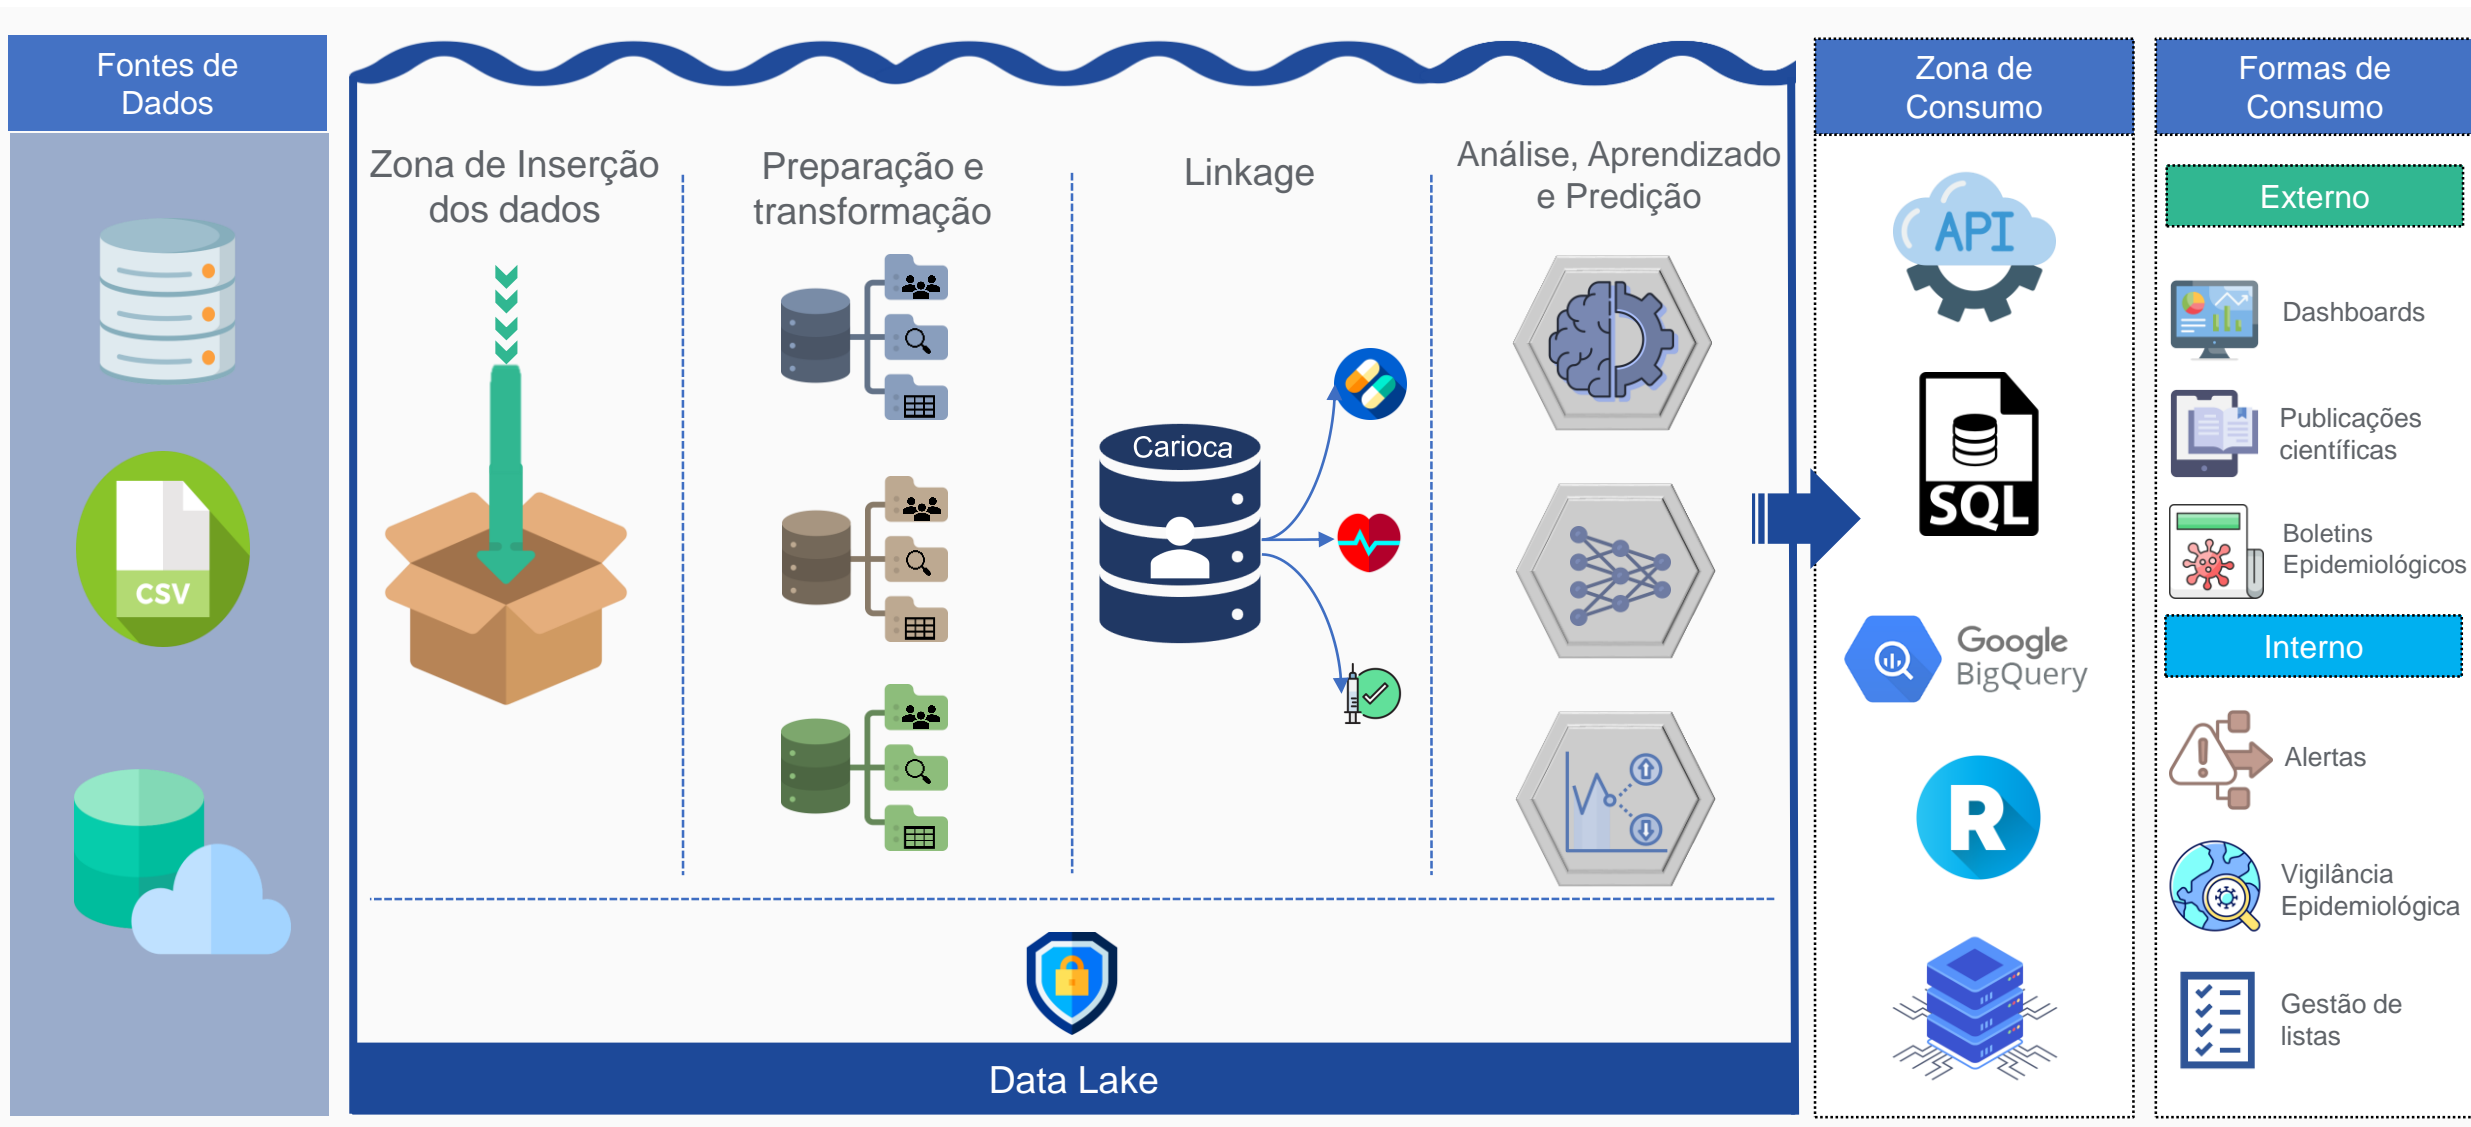 Fontes de
Dados
CSV
Zona de Inserção
dos dados
Preparação e
transformação
Linkage
Carioca
Análise, Aprendizado
e Predição
Data Lake
Zona de
Consumo
API
SQL
Google
BigQuery
R
Formas de
Consumo
Externo
Dashboards
Publicações
científicas
Boletins
Epidemiológicos
Interno
Alertas
Vigilância
Epidemiológica
Gestão de
listas